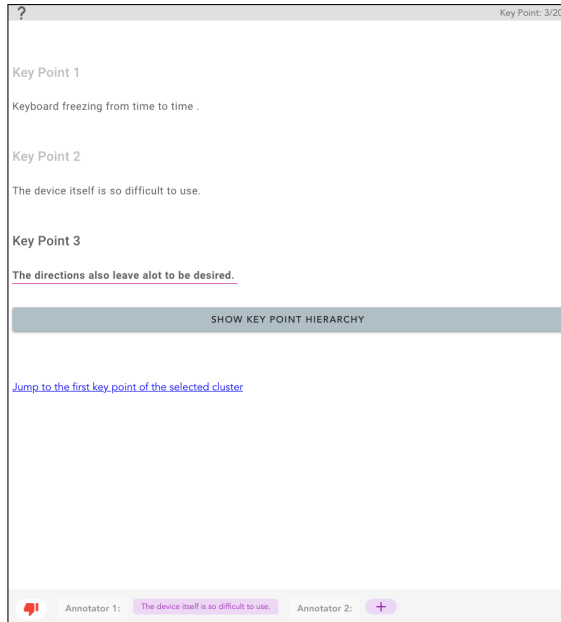 ?
Key Point: 3/20
Key Point 1
Keyboard freezing from time to time .
Key Point 2
The device itself is so difficult to use.
Key Point 3
The directions also leave alot to be desired.
SHOW KEY POINT HIERARCHY
Jump to the first key point of the selected cluster
Annotator 1: The device itself is so difficult to use. Annotator 2: +